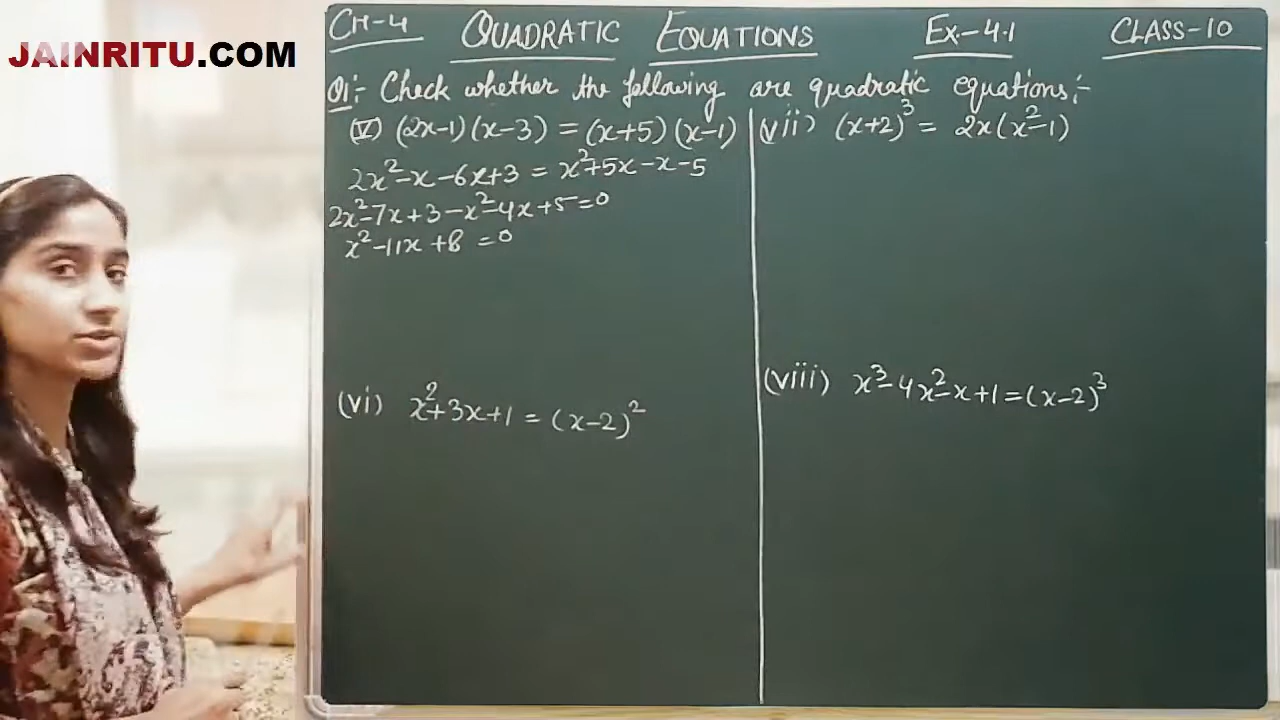 JAINRITU.COM
CH-4 QUADRATIC EQUATIONS Ex.-4.1 CLASS-10
Q1:- Check whether the following are quadratic equations:-
(V) (2x-1)(x-3) = (x+5)(x-1)
2x²-x-6x+3 = x²+5x-x-5
2x²-7x+3-x²-4x+5=0
x²-11x+8=0
(vi) x²+3x+1 = (x-2)²
(vii) (x+2)³ = 2x(x²-1)
(viii) x³-4x²-x+1=(x-2)³